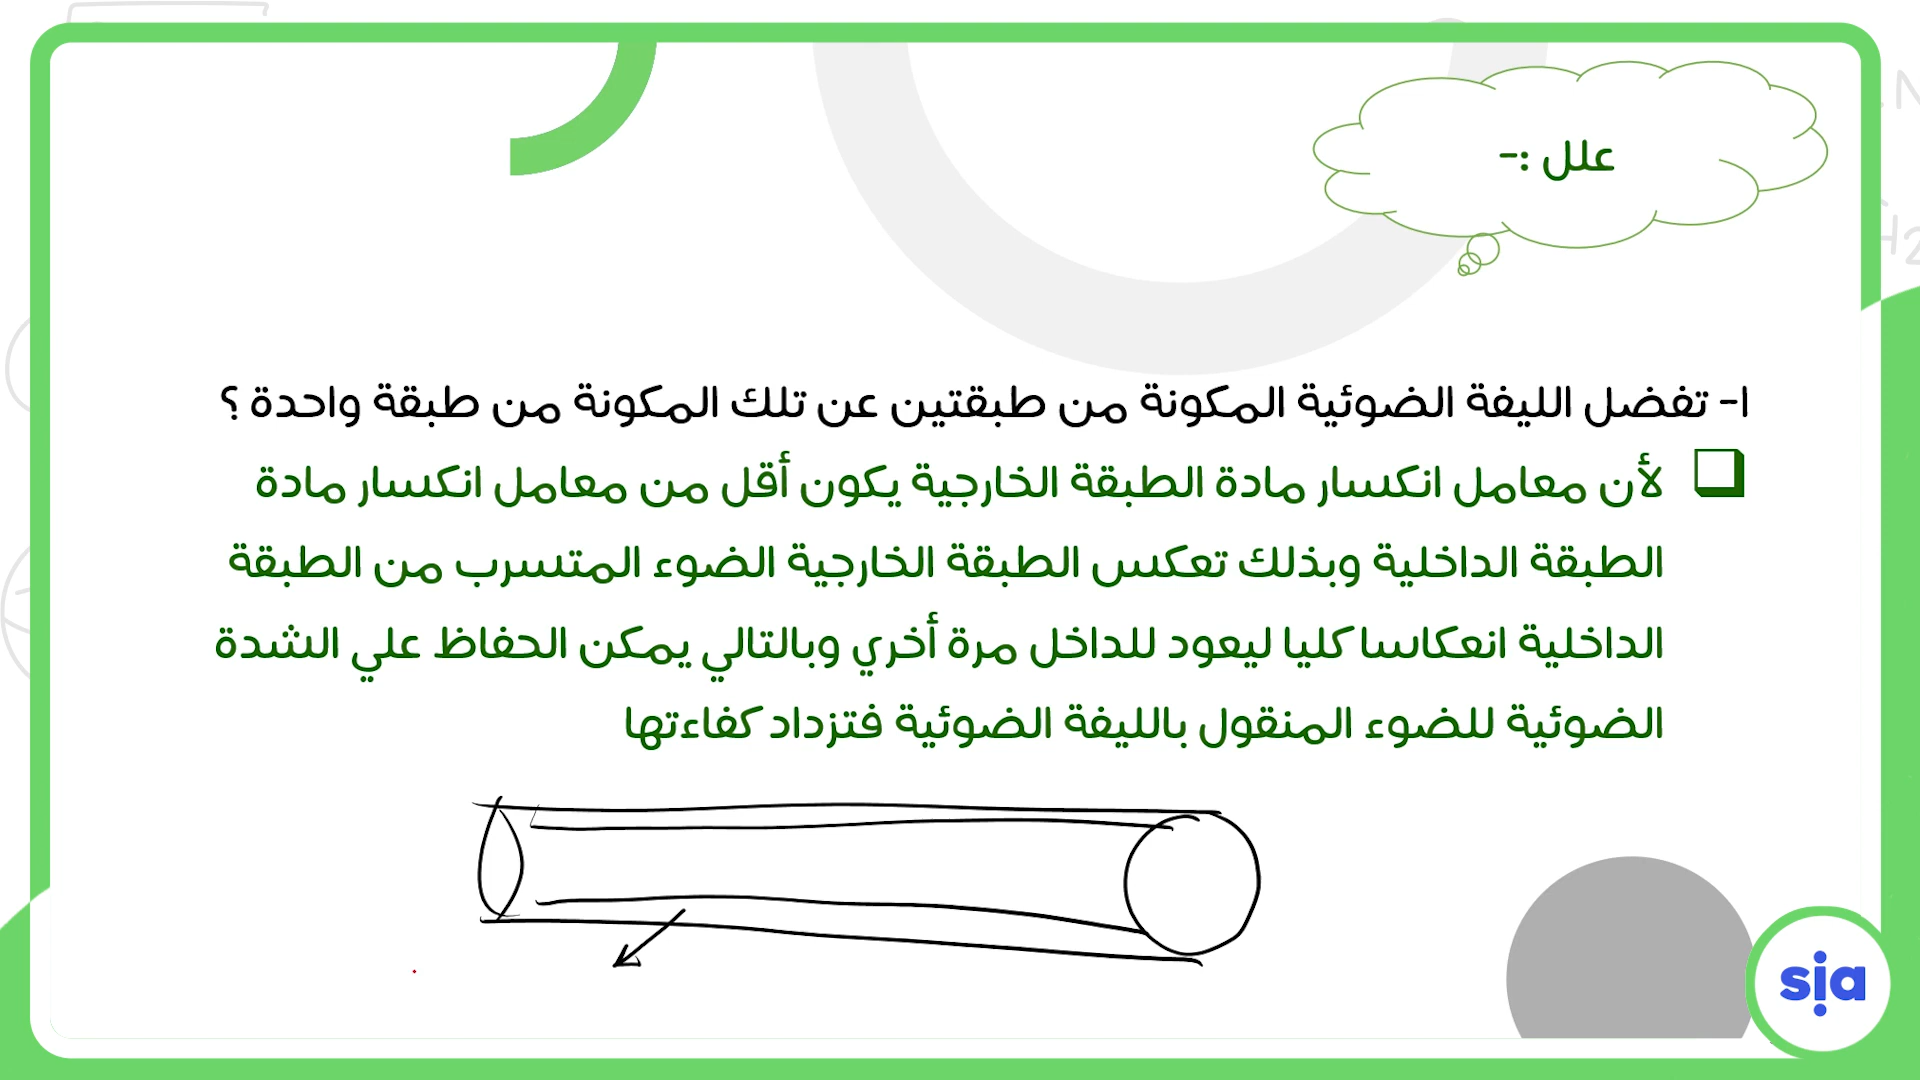 علل :-
١- تفضل الليفة الضوئية المكونة من طبقتين عن تلك المكونة من طبقة واحدة ؟
لأن معامل انكسار مادة الطبقة الخارجية يكون أقل من معامل انكسار مادة
الطبقة الداخلية وبذلك تعكس الطبقة الخارجية الضوء المتسرب من الطبقة
الداخلية انعكاسا كليا ليعود للداخل مرة أخري وبالتالي يمكن الحفاظ علي الشدة
الضوئية للضوء المنقول بالليفة الضوئية فتزداد كفاءتها
sia